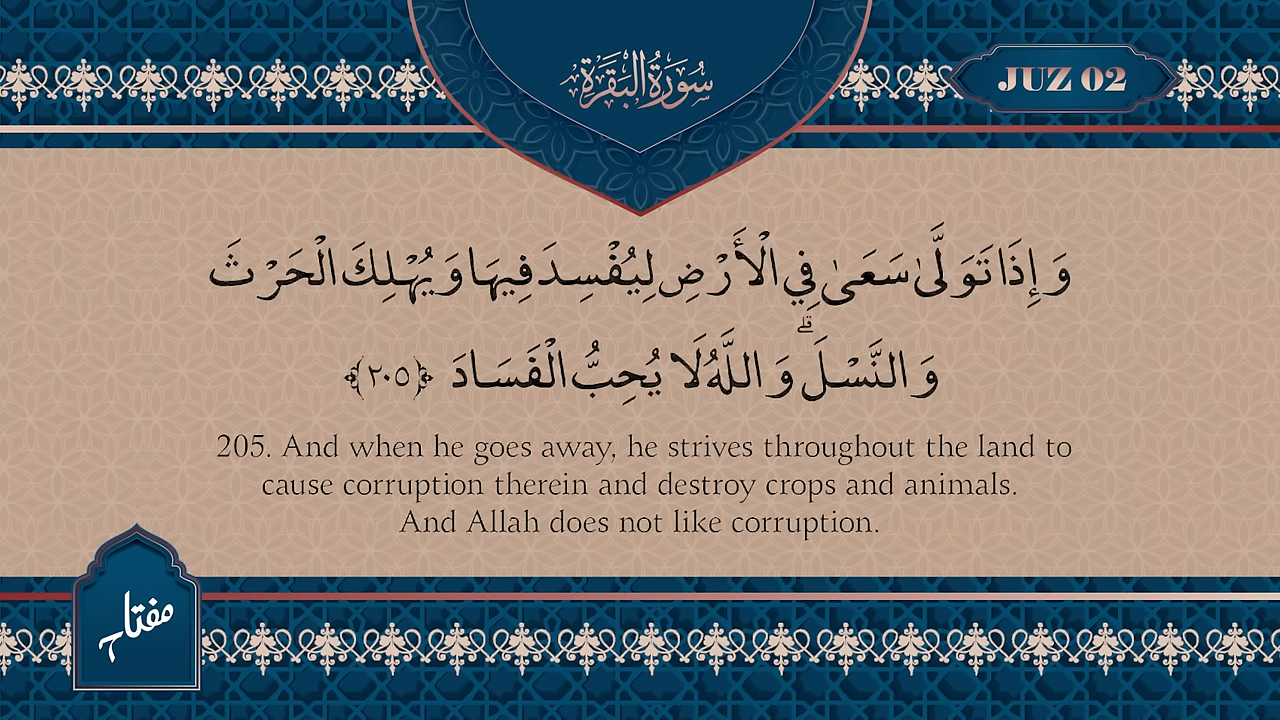 سُورَةُ البَقَرَةِ
JUZ 02
وَإِذَا تَوَلَّىٰ سَعَىٰ فِي الْأَرْضِ لِيُفْسِدَ فِيهَا وَيُهْلِكَ الْحَرْثَ
وَالنَّسْلَ ۗ وَاللَّهُ لَا يُحِبُّ الْفَسَادَ ﴿٢٠٥﴾
205. And when he goes away, he strives throughout the land to
cause corruption therein and destroy crops and animals.
And Allah does not like corruption.
مفتاح